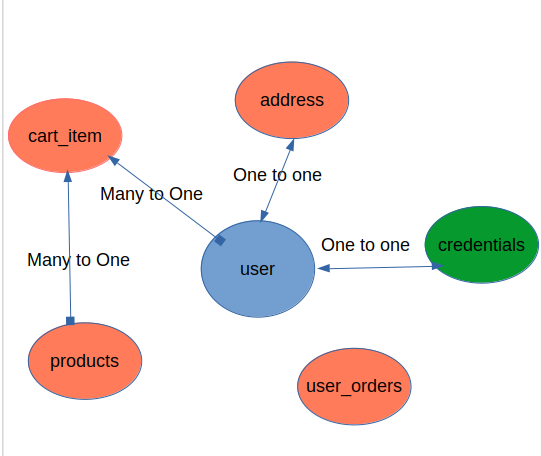 address
cart_item
One to one
Many to One
One to one
credentials
user
Many to One
products
user_orders